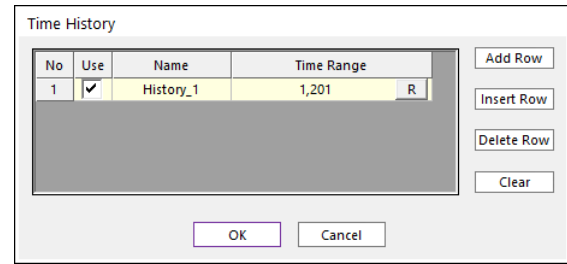 Time History
No Use Name Time Range
1 History_1 1,201 R
Add Row
Insert Row
Delete Row
Clear
OK Cancel